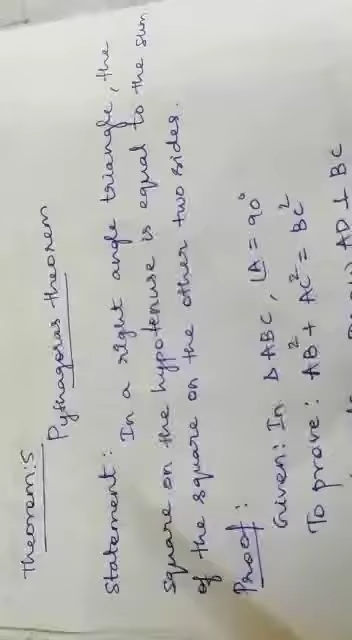 Theorem:5
Pythagoras theorem
Statement:
In a right angle triangle, the
square on the hypotenuse is equal to the sum
of the square on the other two sides.
Proof:
Given: In Δ ABC, ∠A = 90°
To prove: AB² + AC² = BC²
AD ⊥ BC